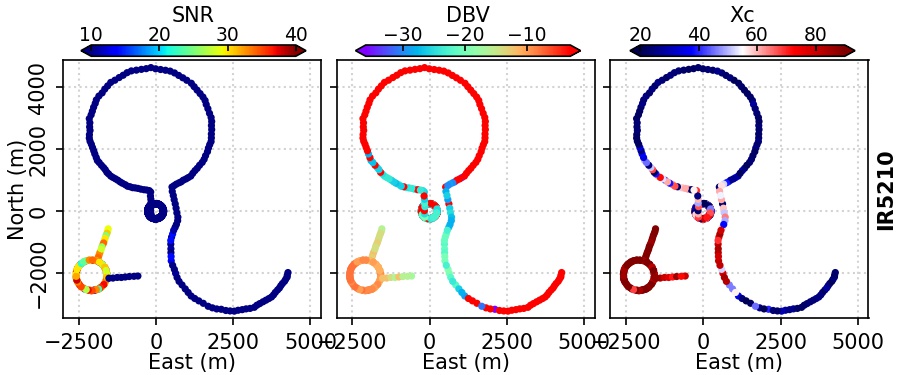 SNR DBV Xc
10 20 30 40 −30 −20 −10 20 40 60 80
4000
2000
0
−2000
North (m)
−2500 0 2500 5000 −2500 0 2500 5000 −2500 0 2500
East (m) East (m) East (m)
IR5210